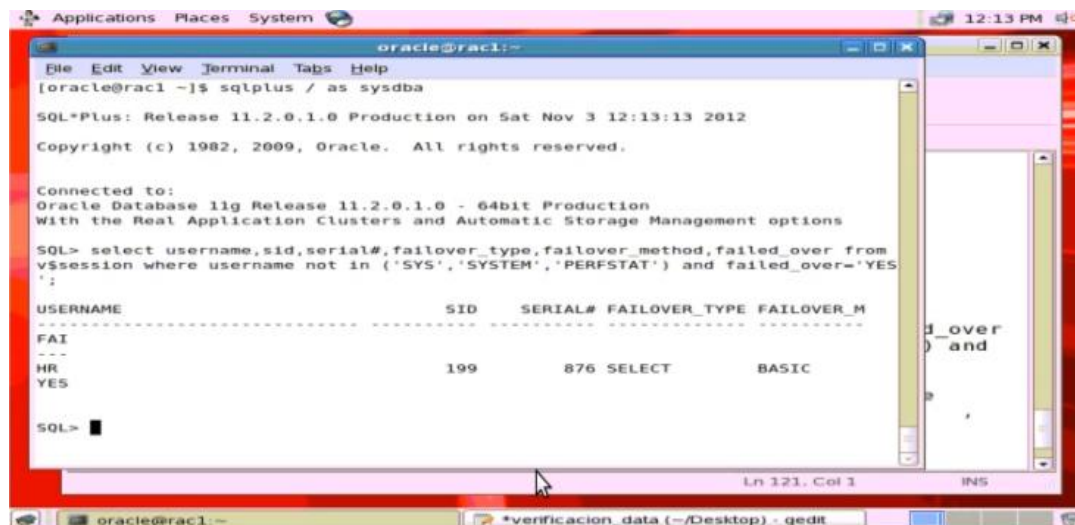 Applications Places System 12:13 PM
oracle@rac1:~
File Edit View Terminal Tabs Help
[oracle@rac1 ~]$ sqlplus / as sysdba
SQL*Plus: Release 11.2.0.1.0 Production on Sat Nov 3 12:13:13 2012
Copyright (c) 1982, 2009, Oracle. All rights reserved.
Connected to:
Oracle Database 11g Release 11.2.0.1.0 - 64bit Production
With the Real Application Clusters and Automatic Storage Management options
SQL> select username,sid,serial#,failover_type,failover_method,failed_over from
v$session where username not in ('SYS','SYSTEM','PERFSTAT') and failed_over='YES
';
USERNAME SID SERIAL# FAILOVER_TYPE FAILOVER_M
------------------------------ ---------- ---------- ------------- ----------
FAI
---
HR 199 876 SELECT BASIC
YES
SQL>
d_over
) and
e
,
Ln 121, Col 1 INS
oracle@rac1:~ *verificacion_data (~/Desktop) - gedit